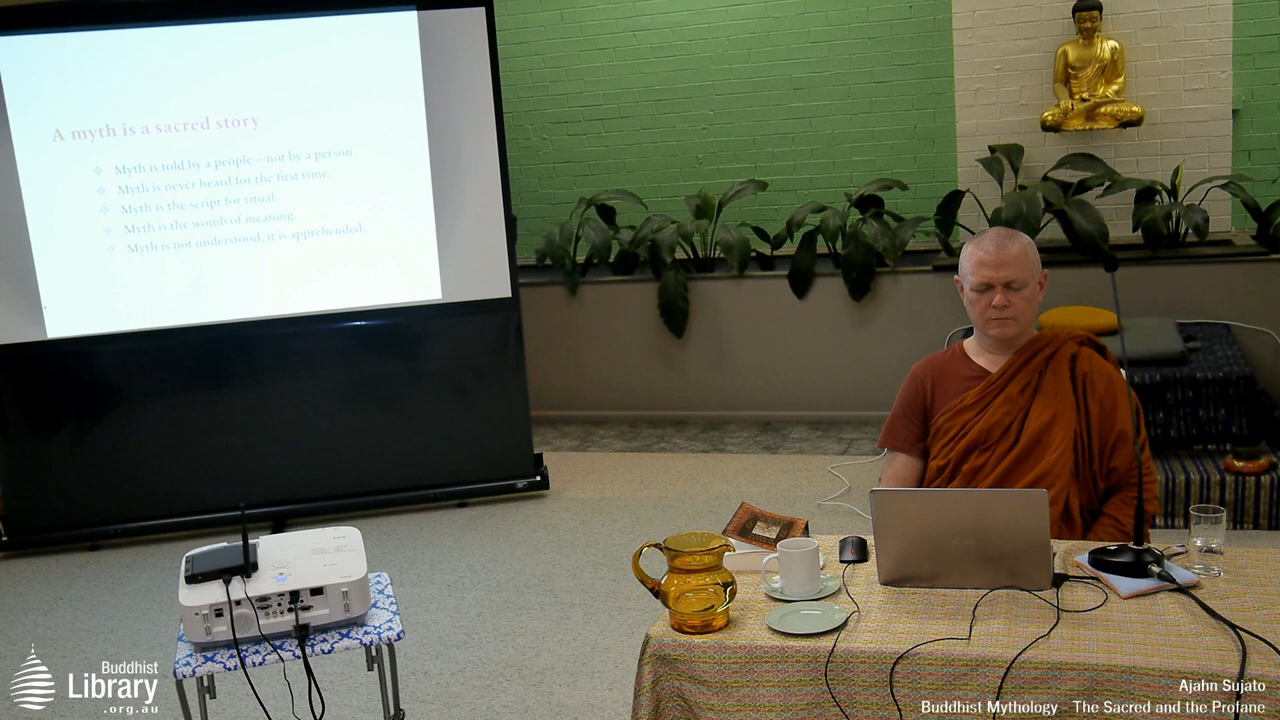 A myth is a sacred story
Myth is told by a people—not by a person.
Myth is never heard for the first time.
Myth is the script for ritual.
Myth is the womb of meaning.
Myth is not understood, it is apprehended.
Buddhist
Library
.org.au
Ajahn Sujato
Buddhist Mythology The Sacred and the Profane